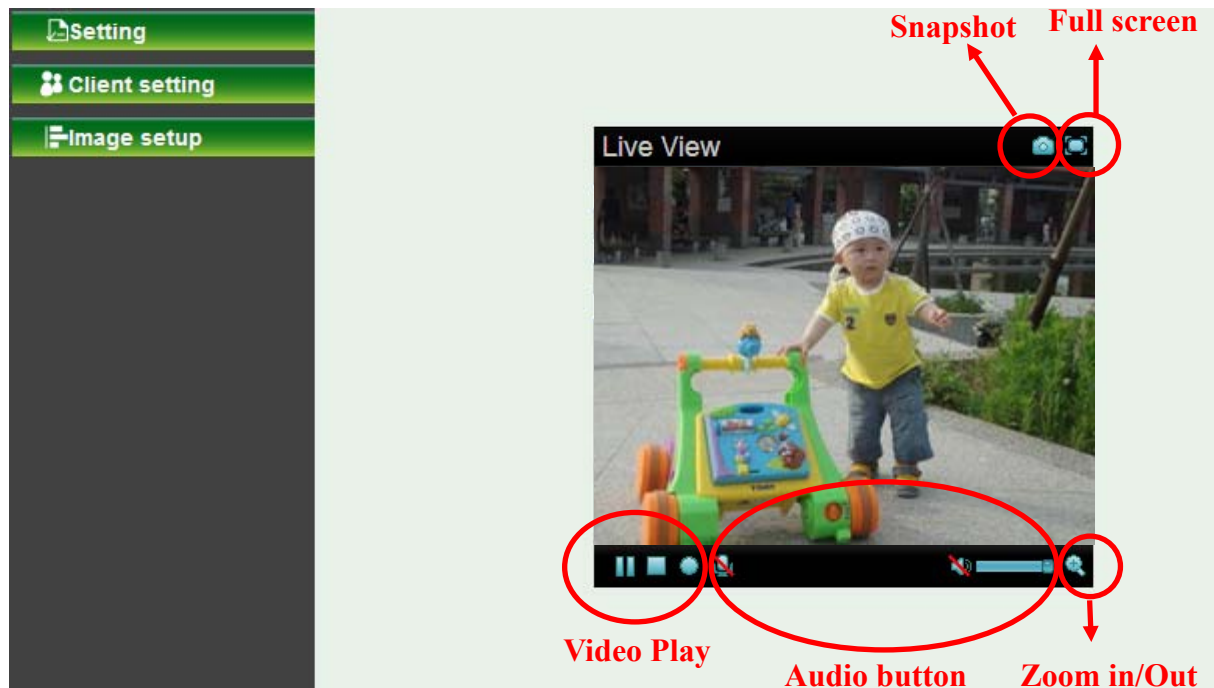 Setting
Client setting
Image setup
Snapshot
Full screen
Live View
2
Video Play
Audio button
Zoom in/Out